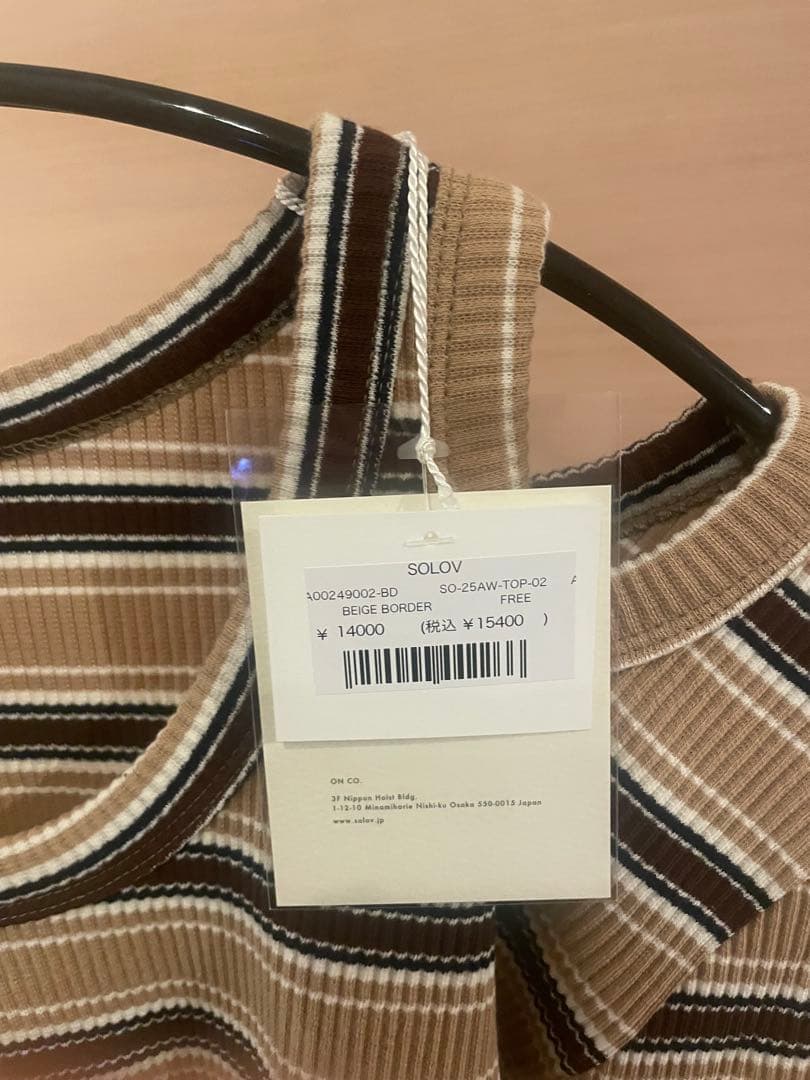 SOLOV
A00249002-BD SO-25AW-TOP-02 A
BEIGE BORDER FREE
¥ 14000 (税込 ¥15400 )
ON CO.
3F Nippon Hoist Bldg.
1-12-10 Minamihorie Nishi-ku Osaka 550-0015 Japan
www.solov.jp